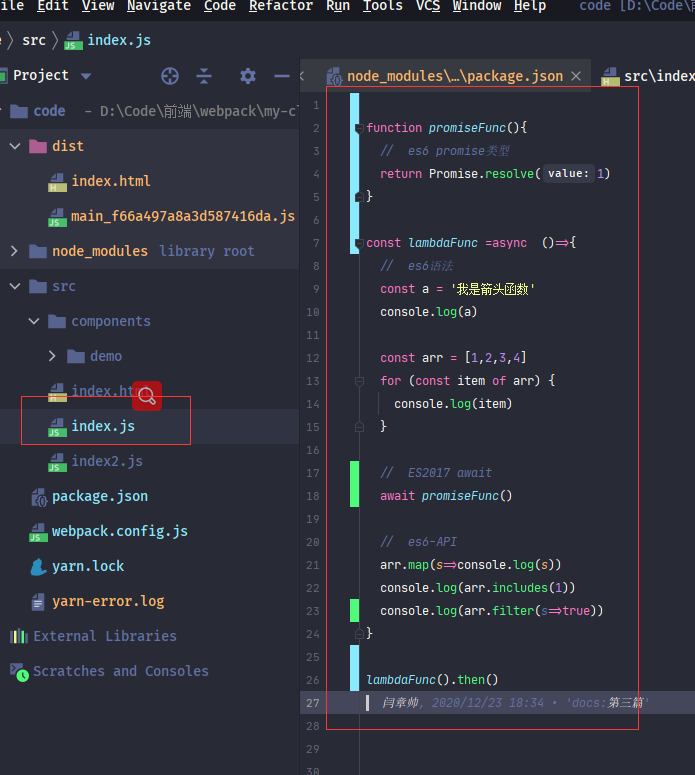 ile Edit View Navigate Code Refactor Run Tools VCS Window Help code [D:\Code\前
src index.js
Project
node_modules\...\package.json
src\index
code - D:\Code\前端\webpack\my-c
dist
index.html
main_f66a497a8a3d587416da.js
node_modules library root
src
components
demo
index.ht
index.js
index2.js
package.json
webpack.config.js
yarn.lock
yarn-error.log
External Libraries
Scratches and Consoles
1
2 function promiseFunc(){
3 // es6 promise类型
4 return Promise.resolve( value: 1)
5 }
6
7 const lambdaFunc =async ()=>{
8 // es6语法
9 const a = '我是箭头函数'
10 console.log(a)
11
12 const arr = [1,2,3,4]
13 for (const item of arr) {
14 console.log(item)
15 }
16
17 // ES2017 await
18 await promiseFunc()
19
20 // es6-API
21 arr.map(s=>console.log(s))
22 console.log(arr.includes(1))
23 console.log(arr.filter(s=>true))
24 }
25
26 lambdaFunc().then()
27 闫章帅, 2020/12/23 18:34 • 'docs:第三篇'
28
29
30